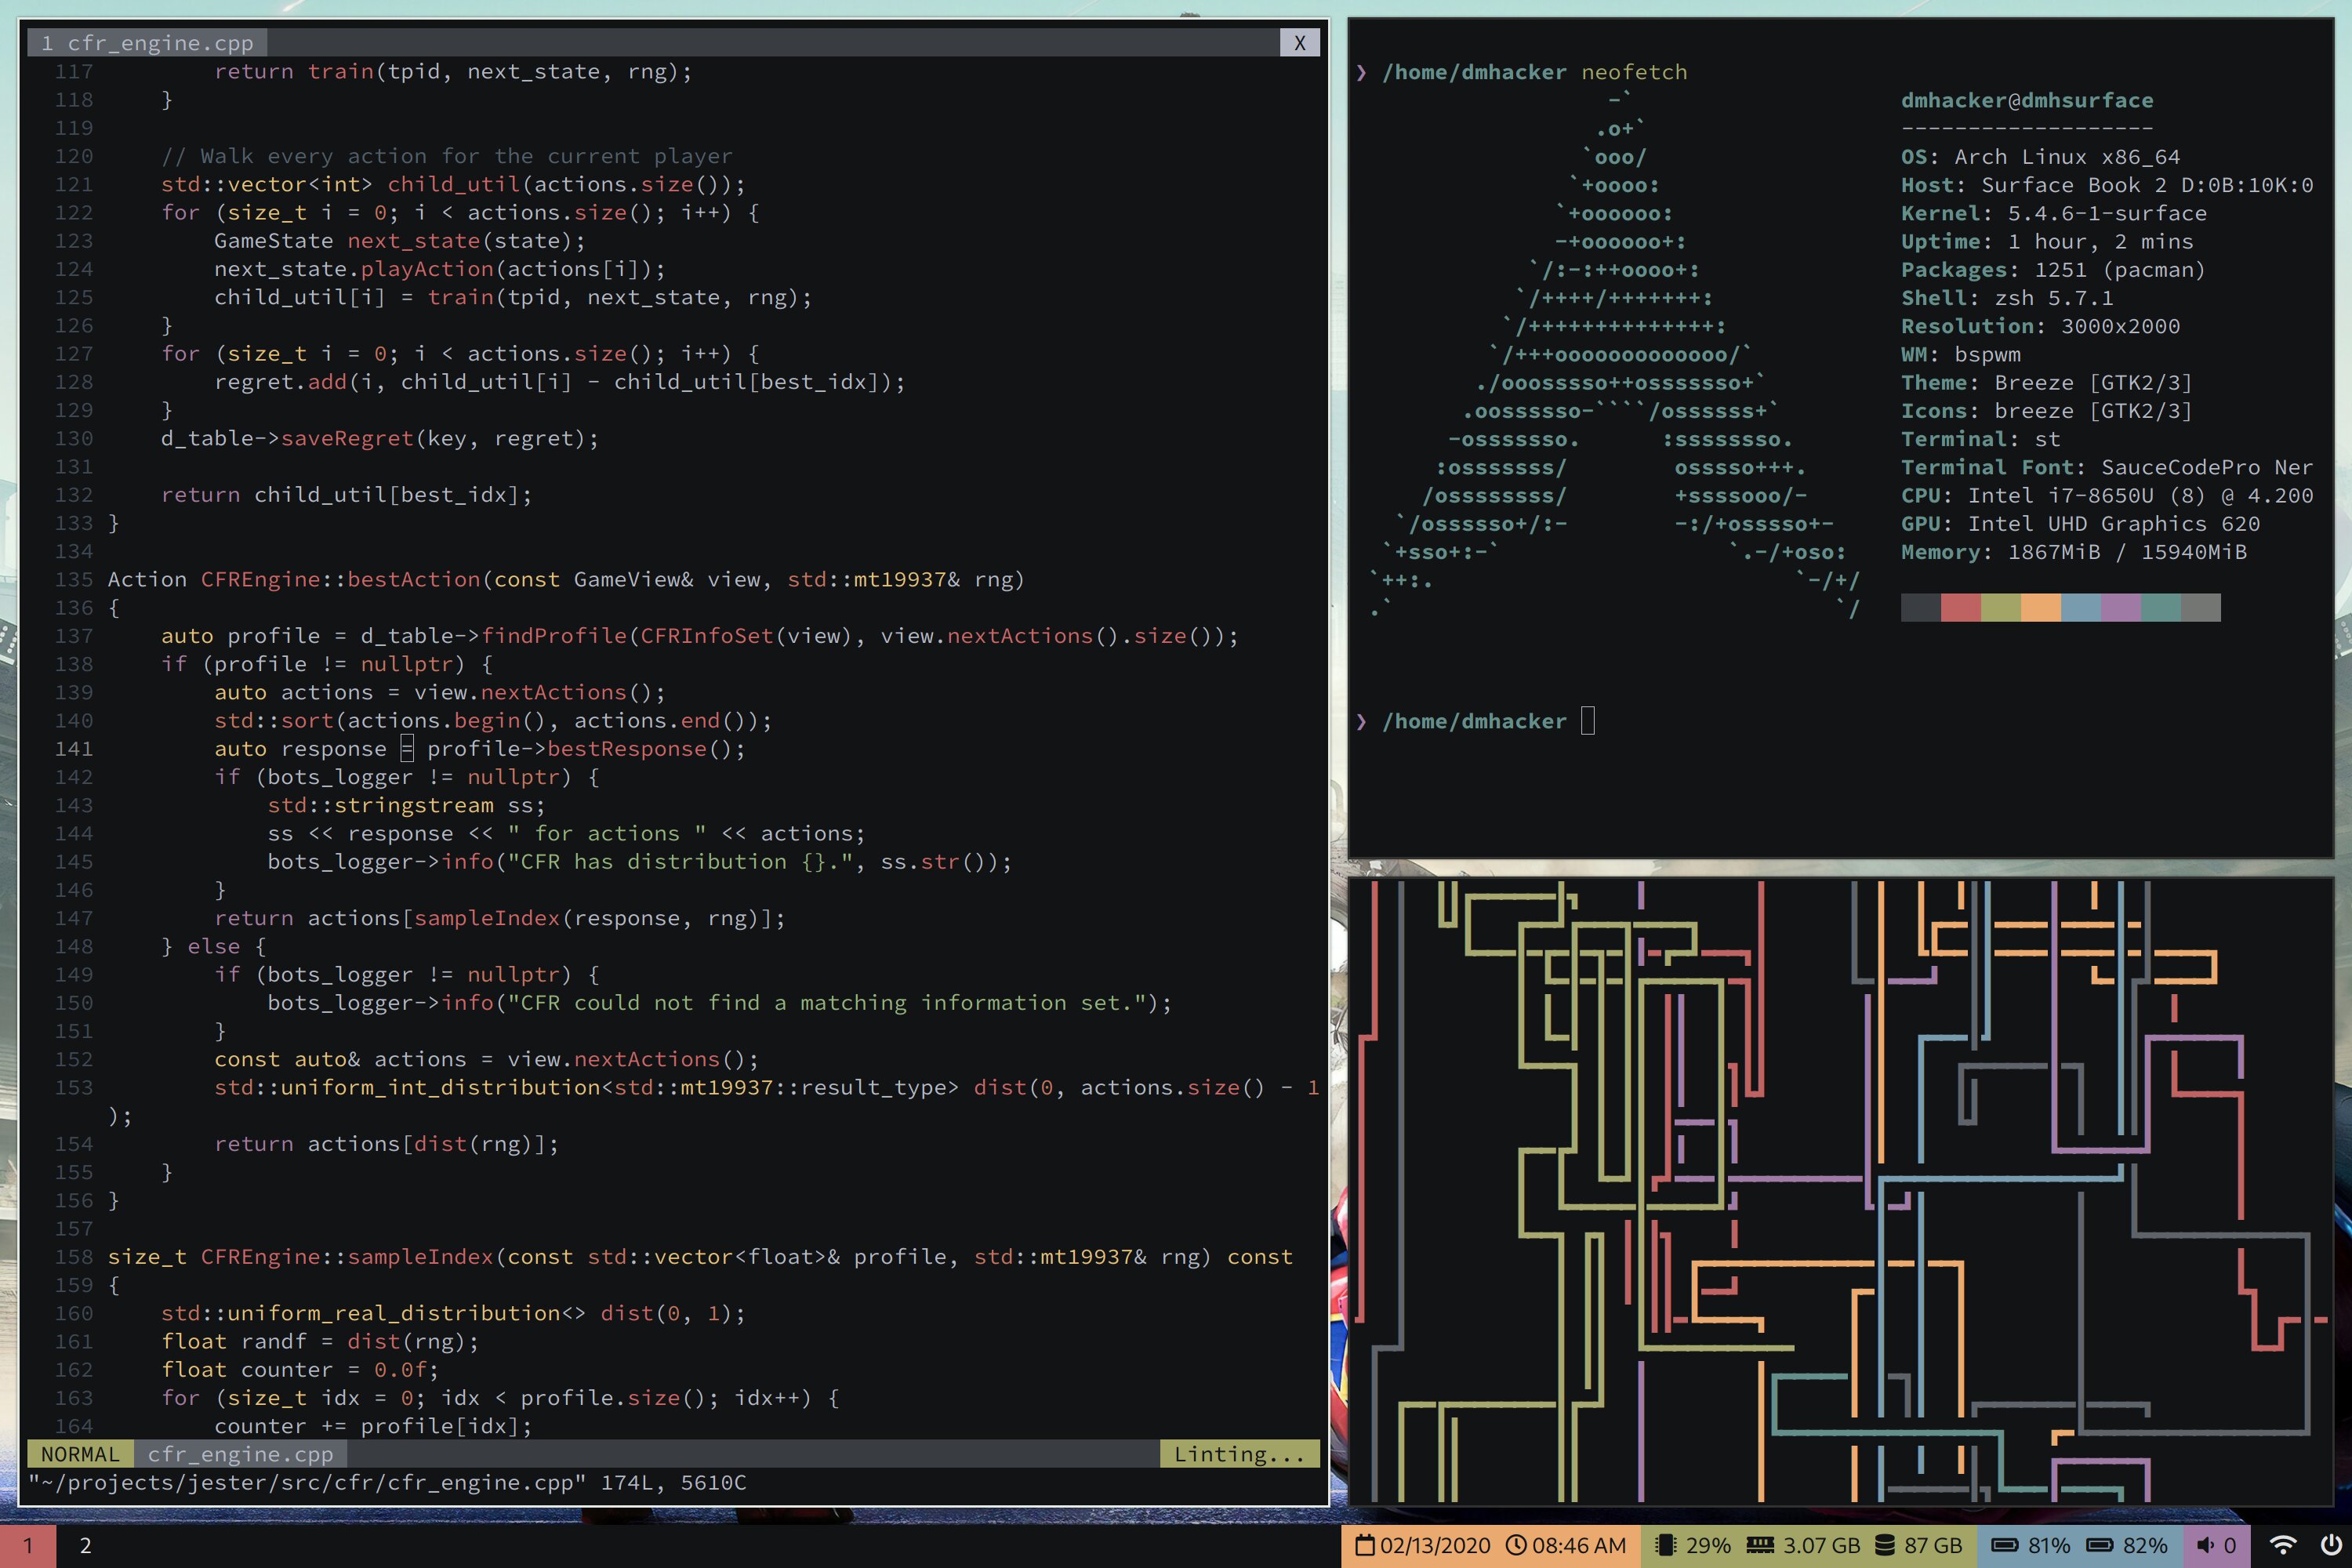 1 cfr_engine.cpp X
117         return train(tpid, next_state, rng);
118     }
119
120     // Walk every action for the current player
121     std::vector<int> child_util(actions.size());
122     for (size_t i = 0; i < actions.size(); i++) {
123         GameState next_state(state);
124         next_state.playAction(actions[i]);
125         child_util[i] = train(tpid, next_state, rng);
126     }
127     for (size_t i = 0; i < actions.size(); i++) {
128         regret.add(i, child_util[i] - child_util[best_idx]);
129     }
130     d_table->saveRegret(key, regret);
131
132     return child_util[best_idx];
133 }
134
135 Action CFREngine::bestAction(const GameView& view, std::mt19937& rng)
136 {
137     auto profile = d_table->findProfile(CFRInfoSet(view), view.nextActions().size());
138     if (profile != nullptr) {
139         auto actions = view.nextActions();
140         std::sort(actions.begin(), actions.end());
141         auto response = profile->bestResponse();
142         if (bots_logger != nullptr) {
143             std::stringstream ss;
144             ss << response << " for actions " << actions;
145             bots_logger->info("CFR has distribution {}.", ss.str());
146         }
147         return actions[sampleIndex(response, rng)];
148     } else {
149         if (bots_logger != nullptr) {
150             bots_logger->info("CFR could not find a matching information set.");
151         }
152         const auto& actions = view.nextActions();
153         std::uniform_int_distribution<std::mt19937::result_type> dist(0, actions.size() - 1
);
154         return actions[dist(rng)];
155     }
156 }
157
158 size_t CFREngine::sampleIndex(const std::vector<float>& profile, std::mt19937& rng) const
159 {
160     std::uniform_real_distribution<> dist(0, 1);
161     float randf = dist(rng);
162     float counter = 0.0f;
163     for (size_t idx = 0; idx < profile.size(); idx++) {
164         counter += profile[idx];
NORMAL cfr_engine.cpp Linting...
"~/projects/jester/src/cfr/cfr_engine.cpp" 174L, 5610C
❯ /home/dmhacker neofetch
                  -`
                 .o+`
                `ooo/
               `+oooo:
              `+oooooo:
              -+oooooo+:
            `/:-:++oooo+:
           `/++++/+++++++:
          `/++++++++++++++:
         `/+++ooooooooooooo/`
        ./ooosssso++osssssso+`
       .oossssso-````/ossssss+`
      -osssssso.      :ssssssso.
     :osssssss/        osssso+++.
    /ossssssss/        +ssssooo/-
  `/ossssso+/:-        -:/+osssso+-
 `+sso+:-`                 `.-/+oso:
`++:.                           `-/+/
.`                                 `/
dmhacker@dmhsurface
-------------------
OS: Arch Linux x86_64
Host: Surface Book 2 D:0B:10K:0
Kernel: 5.4.6-1-surface
Uptime: 1 hour, 2 mins
Packages: 1251 (pacman)
Shell: zsh 5.7.1
Resolution: 3000x2000
WM: bspwm
Theme: Breeze [GTK2/3]
Icons: breeze [GTK2/3]
Terminal: st
Terminal Font: SauceCodePro Ner
CPU: Intel i7-8650U (8) @ 4.200
GPU: Intel UHD Graphics 620
Memory: 1867MiB / 15940MiB
❯ /home/dmhacker
1 2 02/13/2020 08:46 AM 29% 3.07 GB 87 GB 81% 82% 0